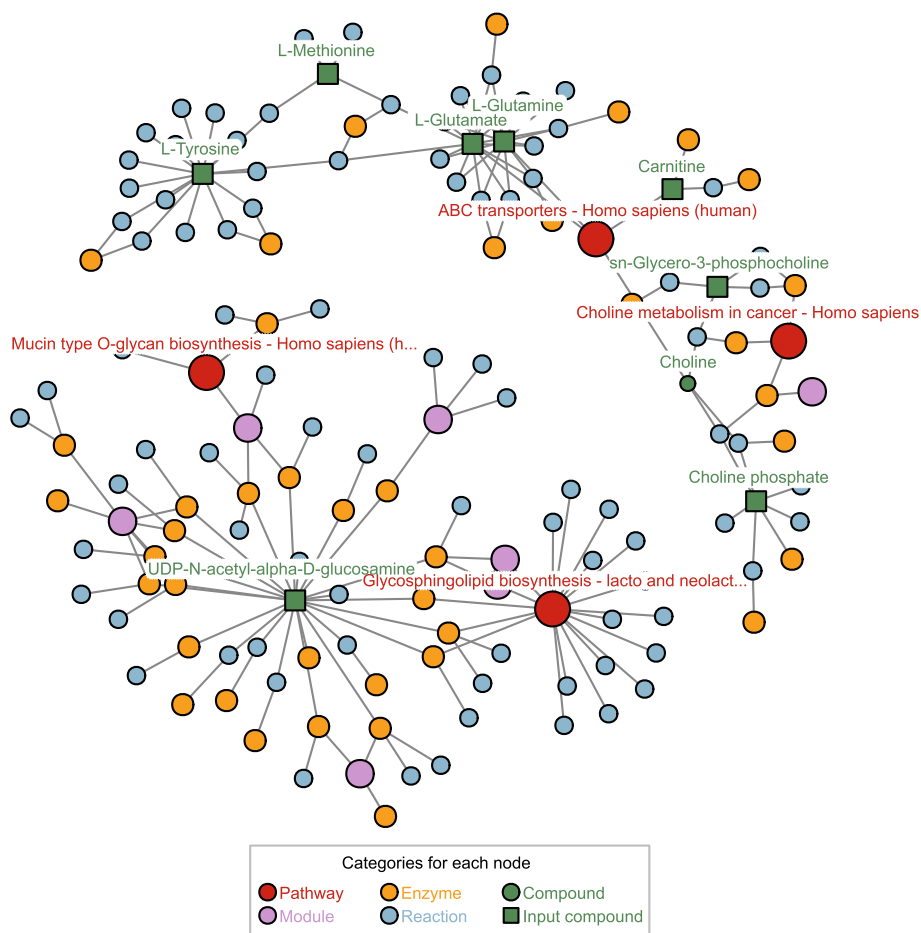 L-Methionine
L-Glutamine
L-Glutamate
L-Tyrosine
Carnitine
ABC transporters - Homo sapiens (human)
sn-Glycero-3-phosphocholine
Choline metabolism in cancer - Homo sapiens
Mucin type O-glycan biosynthesis - Homo sapiens (h...
Choline
Choline phosphate
UDP-N-acetyl-alpha-D-glucosamine
Glycosphingolipid biosynthesis - lacto and neolact...
Categories for each node
Pathway Enzyme Compound
Module Reaction Input compound